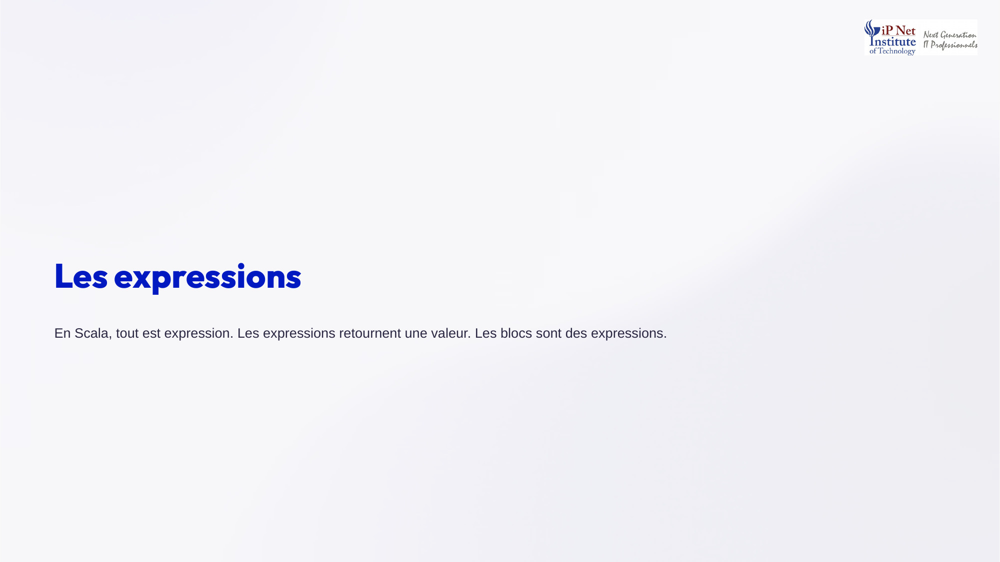 iP Net
Institute
of Technology
Next Generation
IT Professionnels
Les expressions
En Scala, tout est expression. Les expressions retournent une valeur. Les blocs sont des expressions.